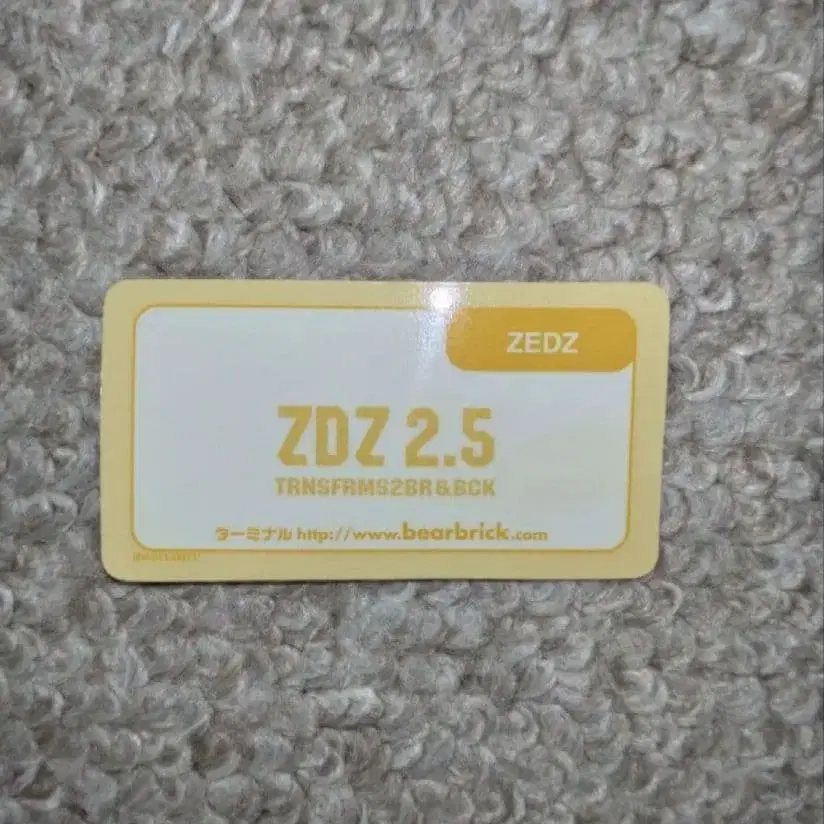 ZEDZ
ZDZ 2.5
TRNSFRMS2BR&BCK
ターミナル http://www.bearbrick.com